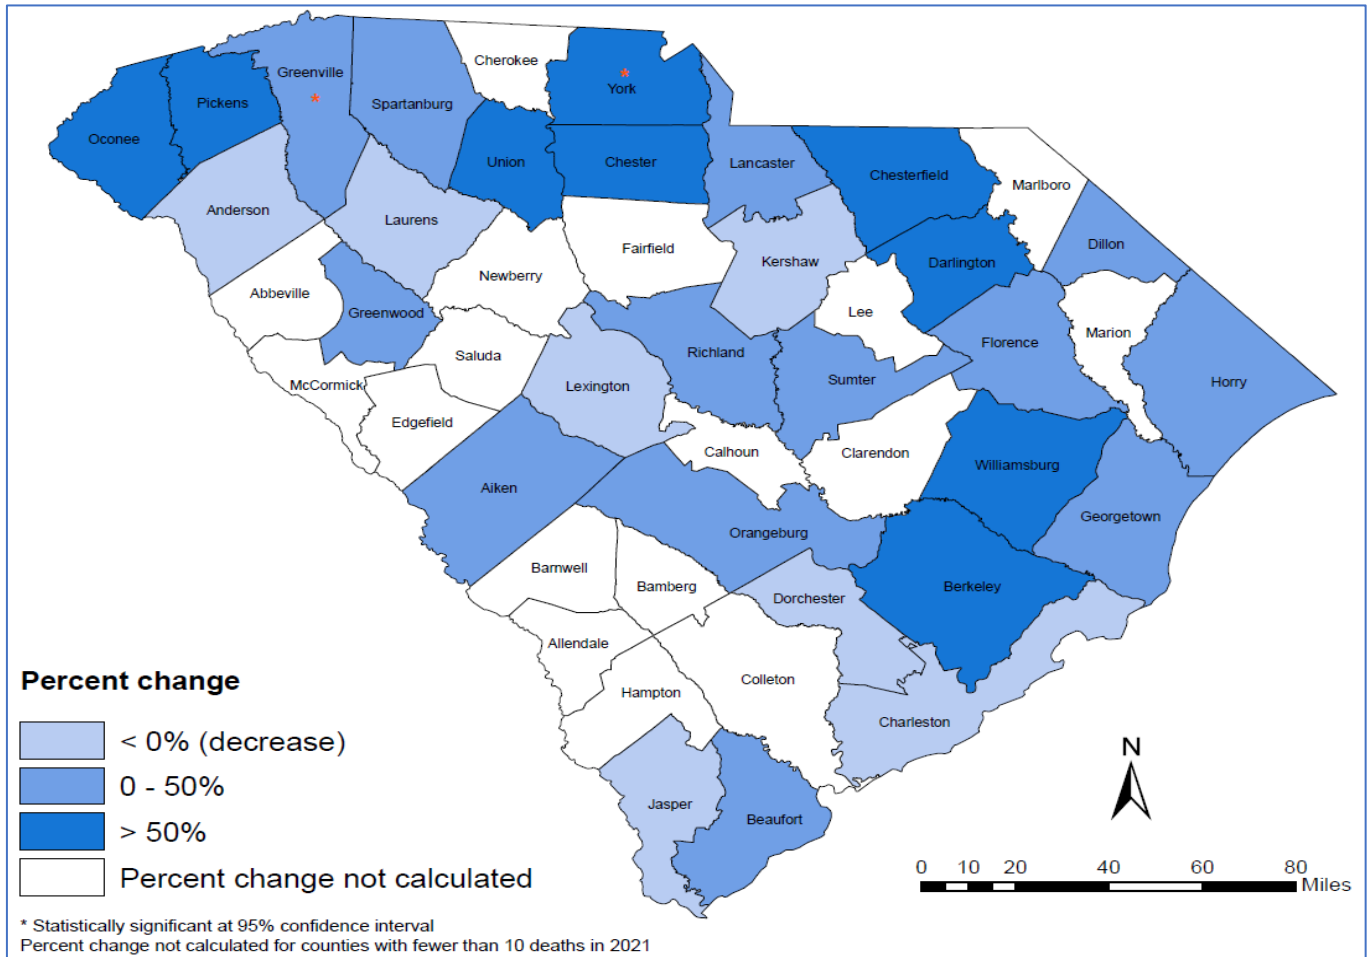 Cherokee
Greenville
*
Spartanburg
*
York
Pickens
Oconee
Union
Chester
Lancaster
Chesterfield
Marlboro
Anderson
Laurens
Fairfield
Kershaw
Darlington
Dillon
Newberry
Abbeville
Greenwood
Lee
Marion
Saluda
Richland
Sumter
Florence
Horry
McCormick
Lexington
Edgefield
Calhoun
Clarendon
Williamsburg
Aiken
Orangeburg
Georgetown
Barnwell
Bamberg
Dorchester
Berkeley
Allendale
Hampton
Colleton
Charleston
Jasper
Beaufort
Percent change
< 0% (decrease)
0 - 50%
> 50%
Percent change not calculated
* Statistically significant at 95% confidence interval
Percent change not calculated for counties with fewer than 10 deaths in 2021
N
0 10 20 40 60 80
Miles